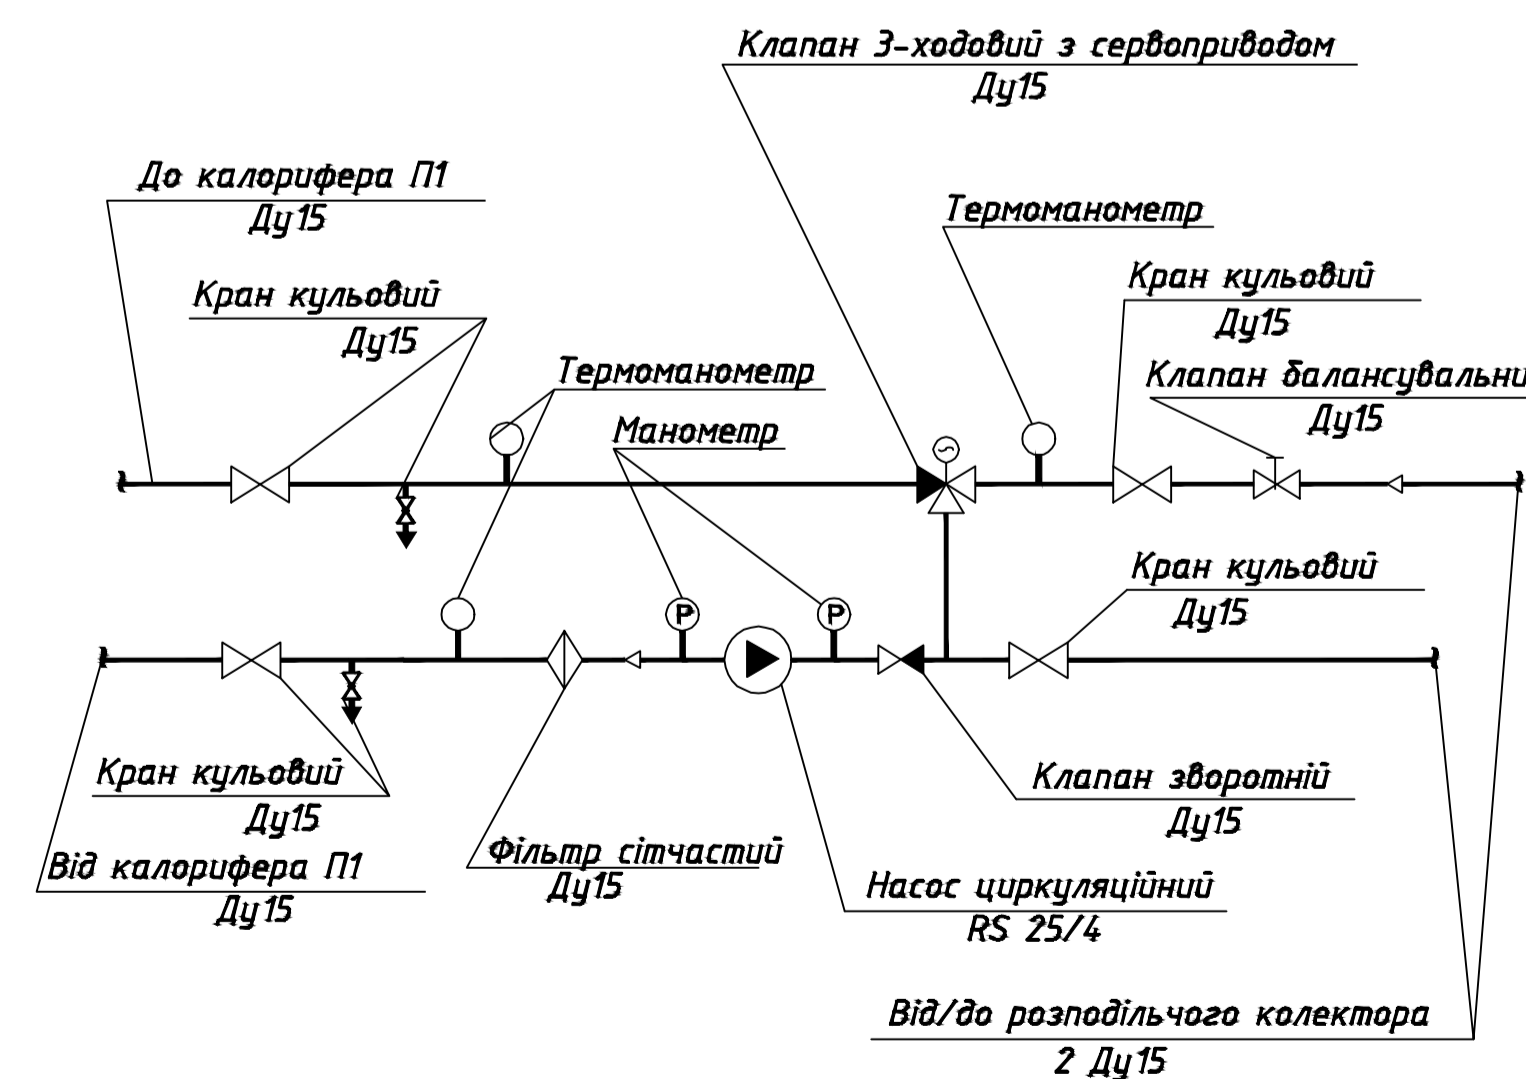 Клапан 3-ходовий з сервоприводом
Ду15
До калорифера П1
Ду15
Термоманометр
Кран кульовий
Ду15
Кран кульовий
Ду15
Термоманометр
Клапан балансувальни
Ду15
Манометр
P
P
Кран кульовий
Ду15
Кран кульовий
Ду15
Клапан зворотній
Ду15
Від калорифера П1
Ду15
Фільтр сітчастий
Ду15
Насос циркуляційний
RS 25/4
Від/до розподільчого колектора
2 Ду15